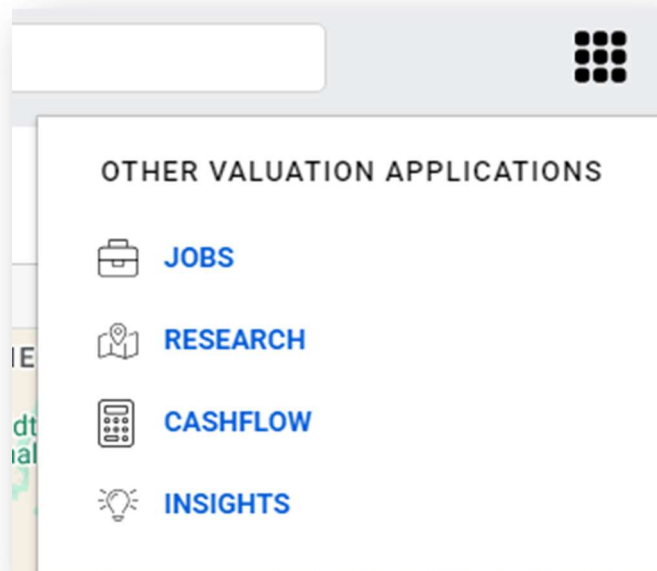 OTHER VALUATION APPLICATIONS
JOBS
RESEARCH
CASHFLOW
INSIGHTS